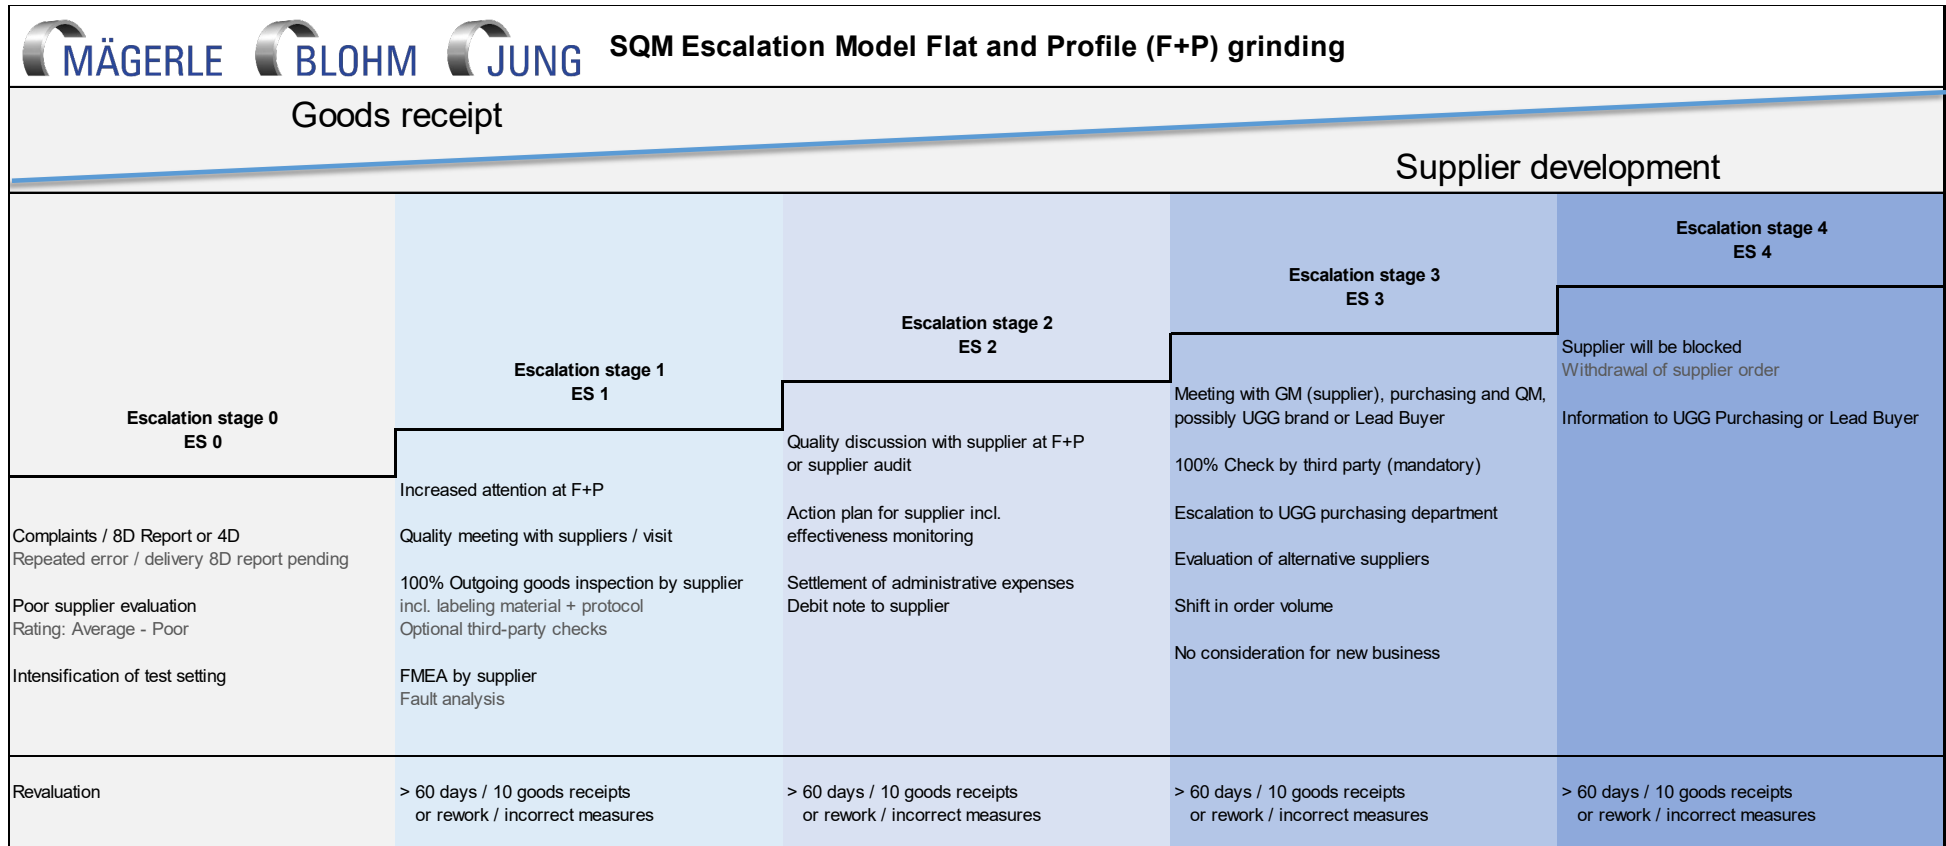 MÄGERLE BLOHM JUNG SQM Escalation Model Flat and Profile (F+P) grinding
Goods receipt
Supplier development
Escalation stage 0
ES 0
Complaints / 8D Report or 4D
Repeated error / delivery 8D report pending
Poor supplier evaluation
Rating: Average - Poor
Intensification of test setting
Escalation stage 1
ES 1
Increased attention at F+P
Quality meeting with suppliers / visit
100% Outgoing goods inspection by supplier
incl. labeling material + protocol
Optional third-party checks
FMEA by supplier
Fault analysis
Escalation stage 2
ES 2
Quality discussion with supplier at F+P
or supplier audit
Action plan for supplier incl.
effectiveness monitoring
Settlement of administrative expenses
Debit note to supplier
Escalation stage 3
ES 3
Meeting with GM (supplier), purchasing and QM,
possibly UGG brand or Lead Buyer
100% Check by third party (mandatory)
Escalation to UGG purchasing department
Evaluation of alternative suppliers
Shift in order volume
No consideration for new business
Escalation stage 4
ES 4
Supplier will be blocked
Withdrawal of supplier order
Information to UGG Purchasing or Lead Buyer
Revaluation
> 60 days / 10 goods receipts
or rework / incorrect measures
> 60 days / 10 goods receipts
or rework / incorrect measures
> 60 days / 10 goods receipts
or rework / incorrect measures
> 60 days / 10 goods receipts
or rework / incorrect measures